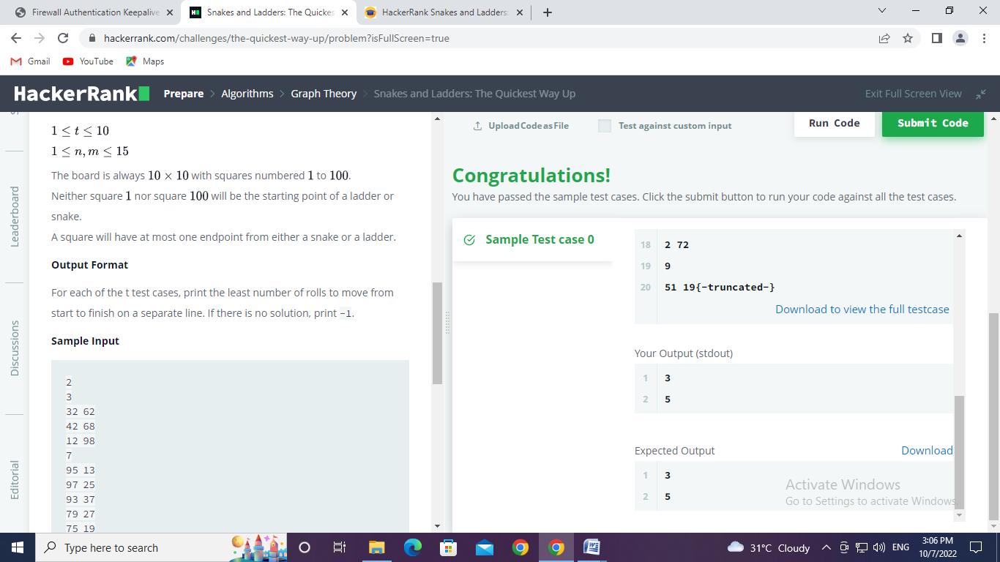 Firewall Authentication Keepalive
Snakes and Ladders: The Quickes
HackerRank Snakes and Ladders:
hackerrank.com/challenges/the-quickest-way-up/problem?isFullScreen=true
Gmail YouTube Maps
HackerRank Prepare > Algorithms > Graph Theory > Snakes and Ladders: The Quickest Way Up Exit Full Screen View
Leaderboard
Discussions
Editorial
1 ≤ t ≤ 10
1 ≤ n, m ≤ 15
The board is always 10 × 10 with squares numbered 1 to 100.
Neither square 1 nor square 100 will be the starting point of a ladder or
snake.
A square will have at most one endpoint from either a snake or a ladder.
Output Format
For each of the t test cases, print the least number of rolls to move from
start to finish on a separate line. If there is no solution, print -1.
Sample Input
2
3
32 62
42 68
12 98
7
95 13
97 25
93 37
79 27
75 19
Upload Code as File Test against custom input Run Code Submit Code
Congratulations!
You have passed the sample test cases. Click the submit button to run your code against all the test cases.
Sample Test case 0
18 2 72
19 9
20 51 19{-truncated-}
Download to view the full testcase
Your Output (stdout)
1 3
2 5
Expected Output Download
1 3
2 5
Activate Windows
Go to Settings to activate Windows.
Type here to search
31°C Cloudy
ENG
3:06 PM
10/7/2022